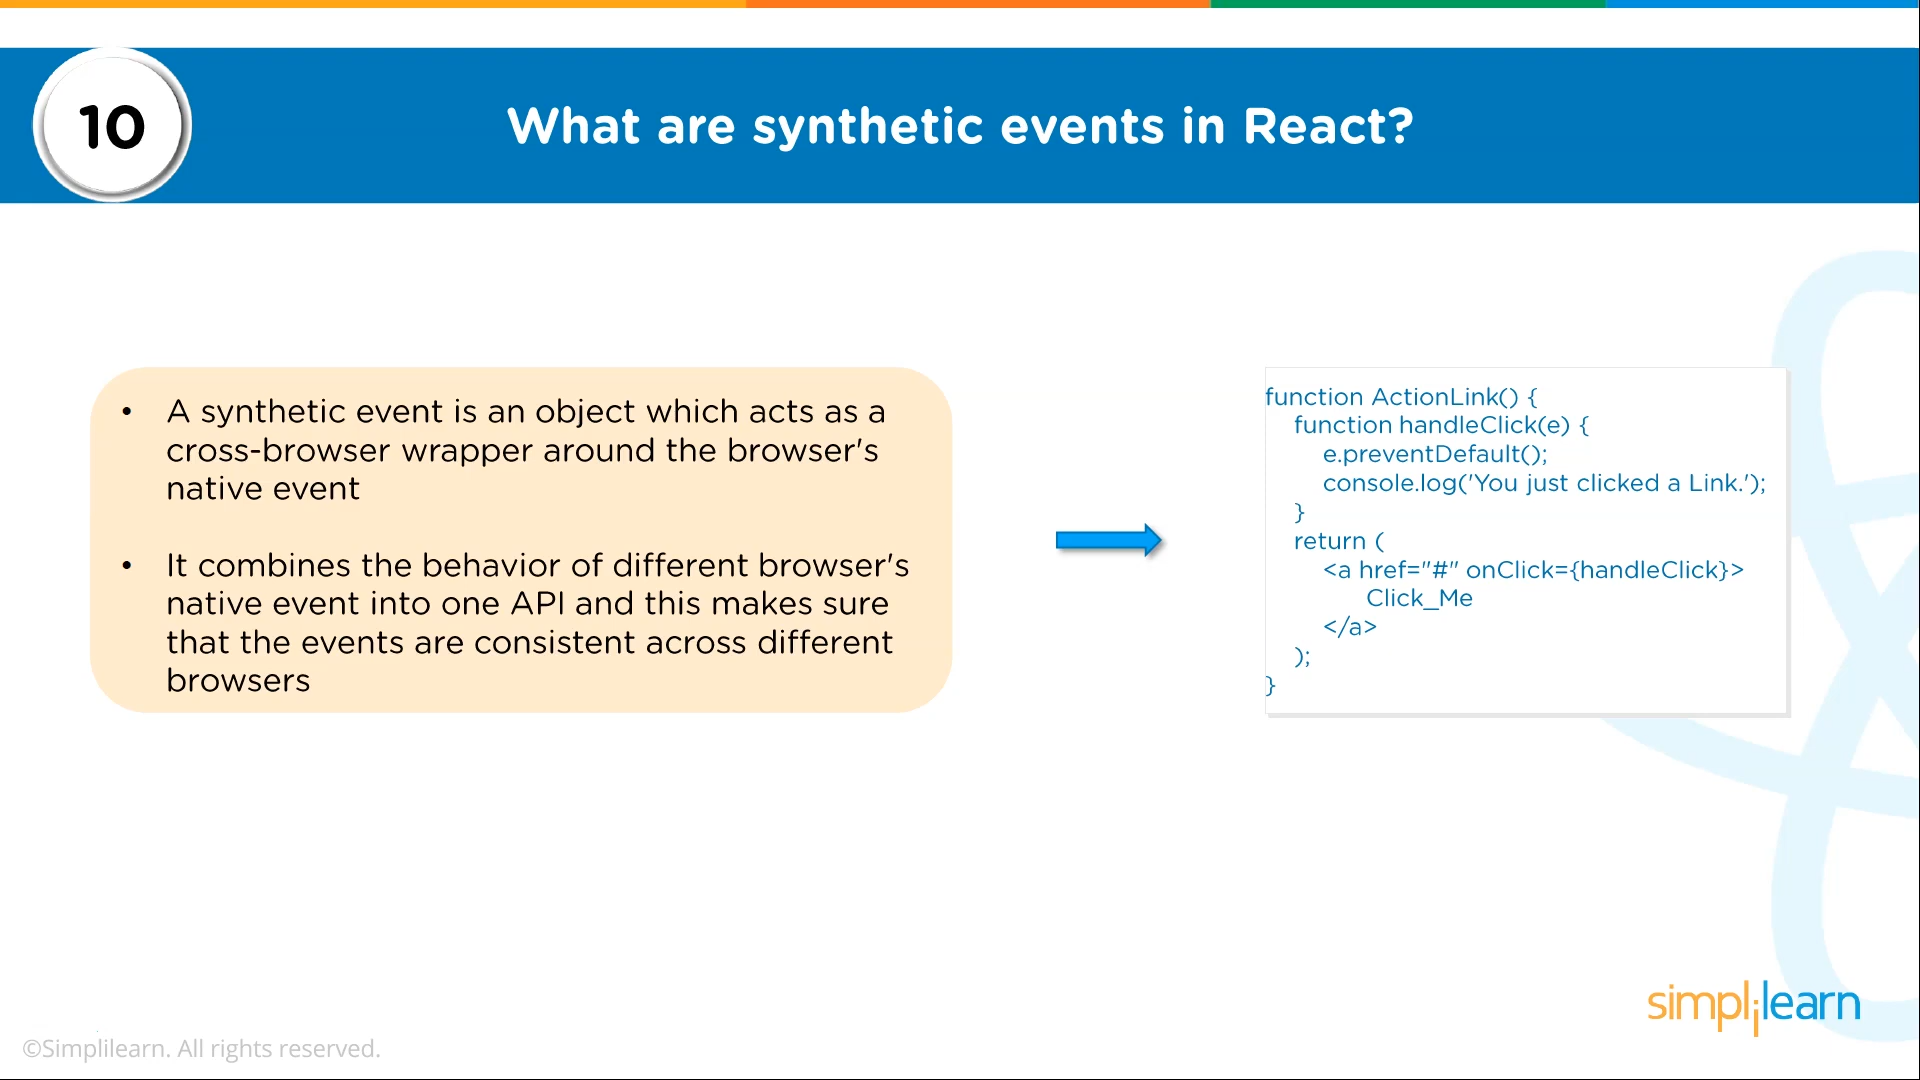 10
What are synthetic events in React?
• A synthetic event is an object which acts as a
cross-browser wrapper around the browser's
native event
• It combines the behavior of different browser's
native event into one API and this makes sure
that the events are consistent across different
browsers
function ActionLink() {
function handleClick(e) {
e.preventDefault();
console.log('You just clicked a Link.');
}
return (
<a href="#" onClick={handleClick}>
Click_Me
</a>
);
}
simplilearn
©Simplilearn. All rights reserved.